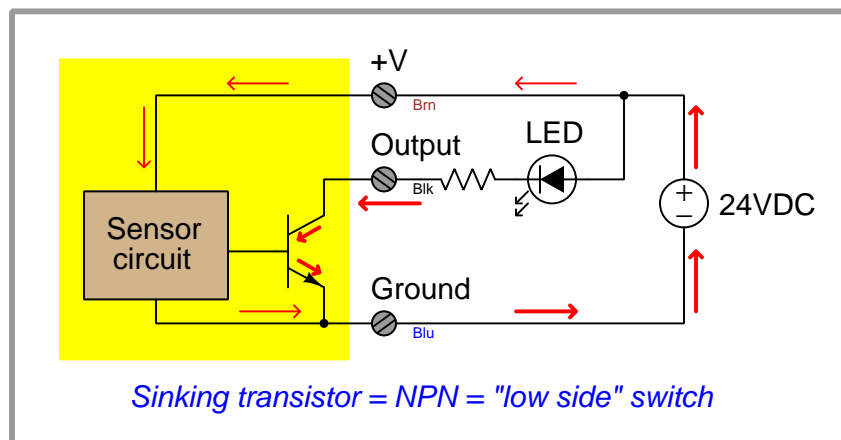 +V
Brn
Output
LED
Blk
24VDC
Sensor
circuit
Ground
Blu
Sinking transistor = NPN = "low side" switch